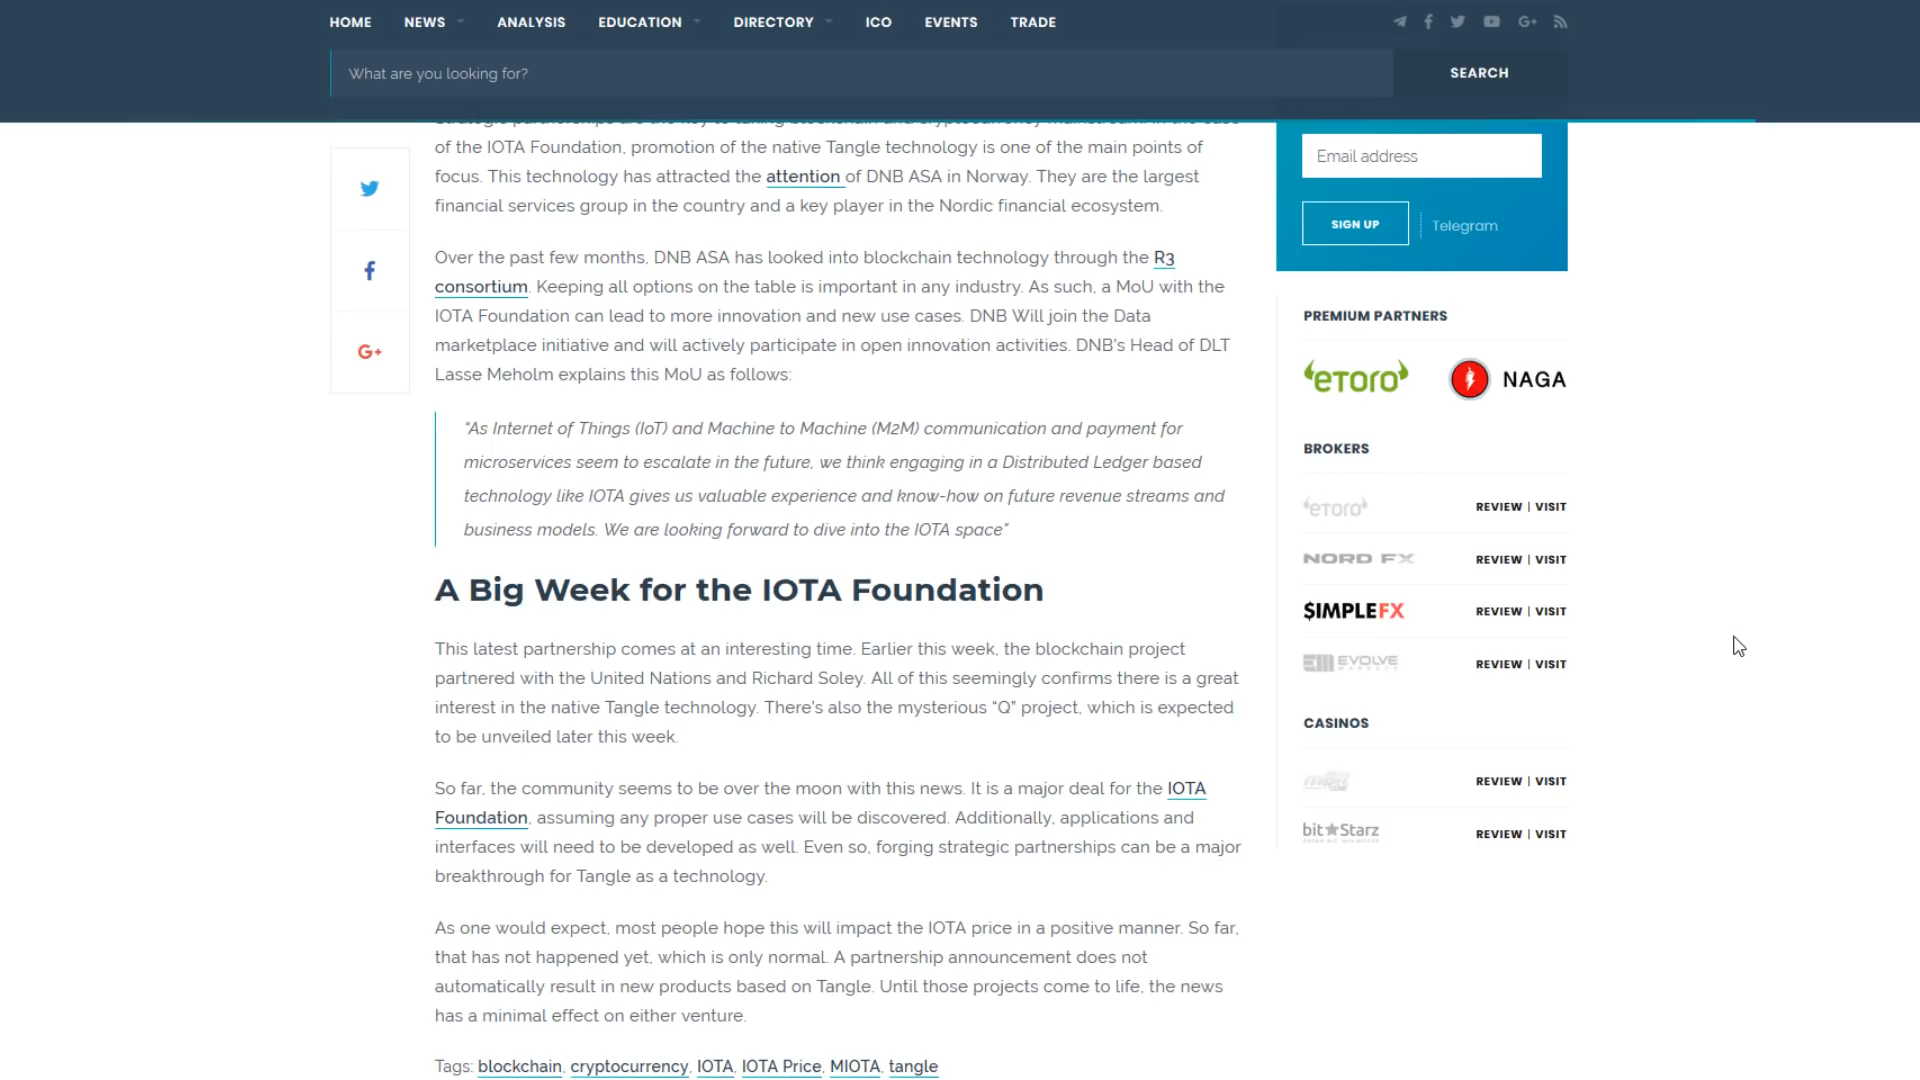 HOME NEWS ANALYSIS EDUCATION DIRECTORY ICO EVENTS TRADE
What are you looking for? SEARCH
of the IOTA Foundation, promotion of the native Tangle technology is one of the main points of
focus. This technology has attracted the attention of DNB ASA in Norway. They are the largest
financial services group in the country and a key player in the Nordic financial ecosystem.
Over the past few months, DNB ASA has looked into blockchain technology through the R3
consortium. Keeping all options on the table is important in any industry. As such, a MoU with the
IOTA Foundation can lead to more innovation and new use cases. DNB Will join the Data
marketplace initiative and will actively participate in open innovation activities. DNB's Head of DLT
Lasse Meholm explains this MoU as follows:
“As Internet of Things (IoT) and Machine to Machine (M2M) communication and payment for
microservices seem to escalate in the future, we think engaging in a Distributed Ledger based
technology like IOTA gives us valuable experience and know-how on future revenue streams and
business models. We are looking forward to dive into the IOTA space”
A Big Week for the IOTA Foundation
This latest partnership comes at an interesting time. Earlier this week, the blockchain project
partnered with the United Nations and Richard Soley. All of this seemingly confirms there is a great
interest in the native Tangle technology. There's also the mysterious “Q” project, which is expected
to be unveiled later this week.
So far, the community seems to be over the moon with this news. It is a major deal for the IOTA
Foundation, assuming any proper use cases will be discovered. Additionally, applications and
interfaces will need to be developed as well. Even so, forging strategic partnerships can be a major
breakthrough for Tangle as a technology.
As one would expect, most people hope this will impact the IOTA price in a positive manner. So far,
that has not happened yet, which is only normal. A partnership announcement does not
automatically result in new products based on Tangle. Until those projects come to life, the news
has a minimal effect on either venture.
Tags: blockchain, cryptocurrency, IOTA, IOTA Price, MIOTA, tangle
Email address
SIGN UP Telegram
PREMIUM PARTNERS
eToro NAGA
BROKERS
eToro REVIEW | VISIT
NORD FX REVIEW | VISIT
$IMPLEFX REVIEW | VISIT
EVOLVE MARKETS REVIEW | VISIT
CASINOS
REVIEW | VISIT
bit★Starz REVIEW | VISIT